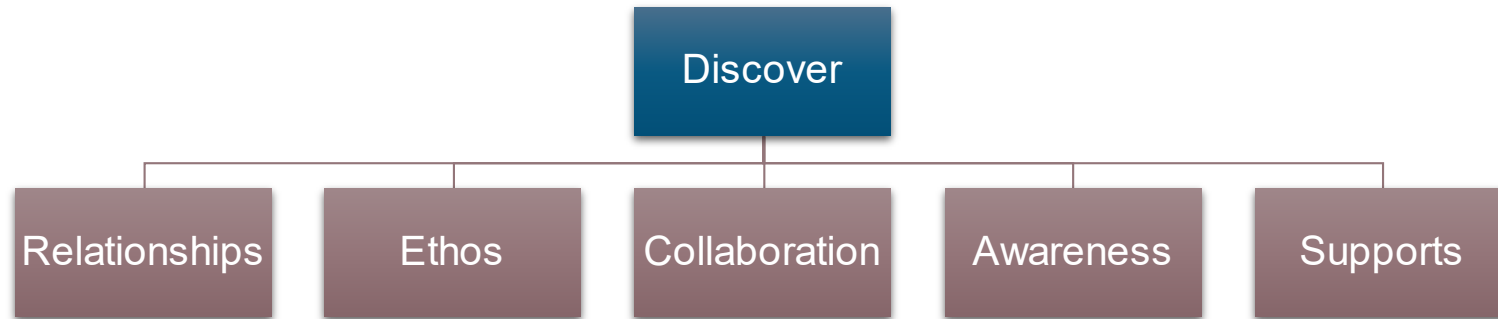 Discover
Relationships
Ethos
Collaboration
Awareness
Supports